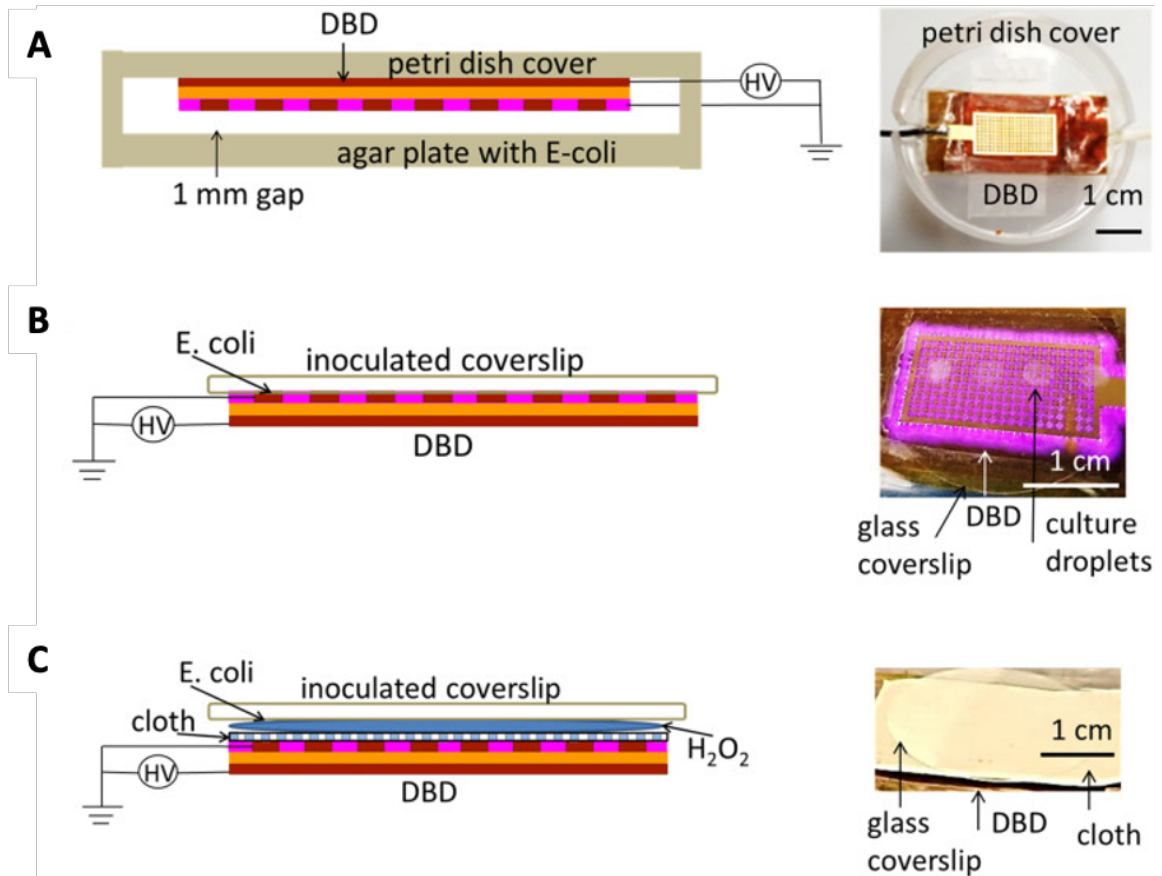 A
DBD
petri dish cover
HV
agar plate with E-coli
1 mm gap
petri dish cover
DBD
1 cm
B
E. coli
inoculated coverslip
HV
DBD
1 cm
glass
coverslip
DBD
culture
droplets
C
E. coli
inoculated coverslip
cloth
H₂O₂
HV
DBD
1 cm
glass
coverslip
DBD
cloth